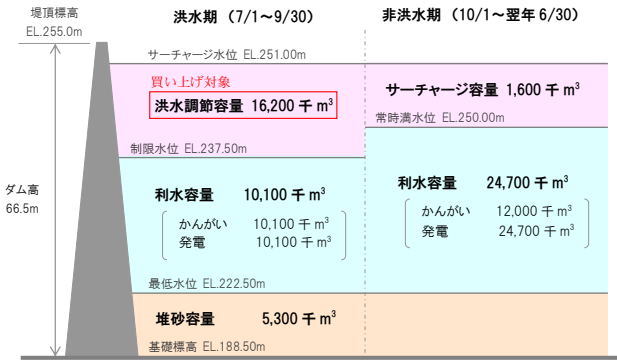 堤頂標高
EL.255.0m
洪水期（7/1～9/30）
非洪水期（10/1～翌年6/30）
サーチャージ水位 EL.251.00m
買い上げ対象
洪水調節容量 16,200 千 m³
サーチャージ容量 1,600 千 m³
常時満水位 EL.250.00m
制限水位 EL.237.50m
ダム高
66.5m
利水容量 10,100 千 m³
かんがい 10,100 千 m³
発電 10,100 千 m³
利水容量 24,700 千 m³
かんがい 12,000 千 m³
発電 24,700 千 m³
最低水位 EL.222.50m
堆砂容量 5,300 千 m³
基礎標高 EL.188.50m